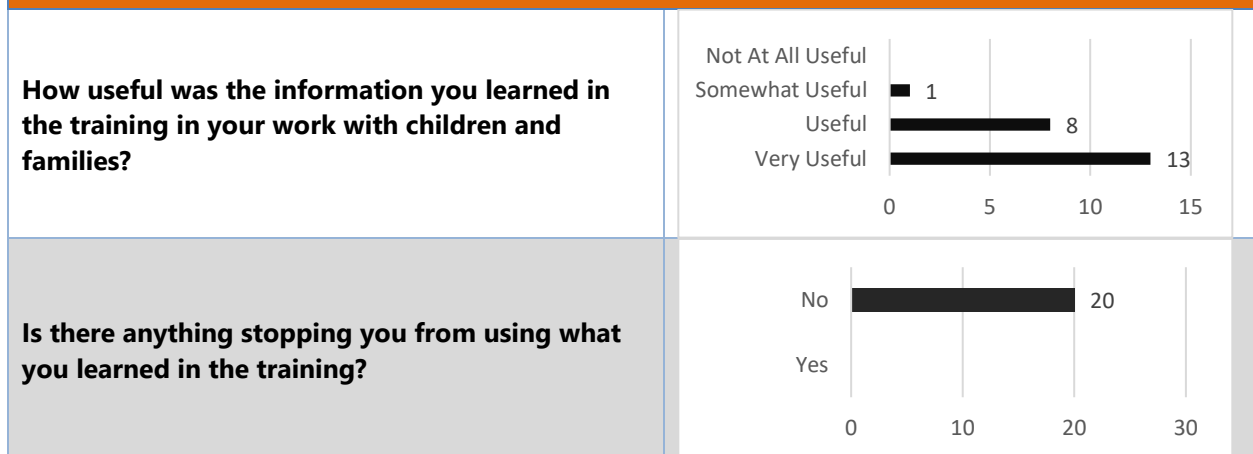 How useful was the information you learned in
the training in your work with children and
families?
Not At All Useful
Somewhat Useful 1
Useful 8
Very Useful 13
0 5 10 15
Is there anything stopping you from using what
you learned in the training?
No 20
Yes
0 10 20 30